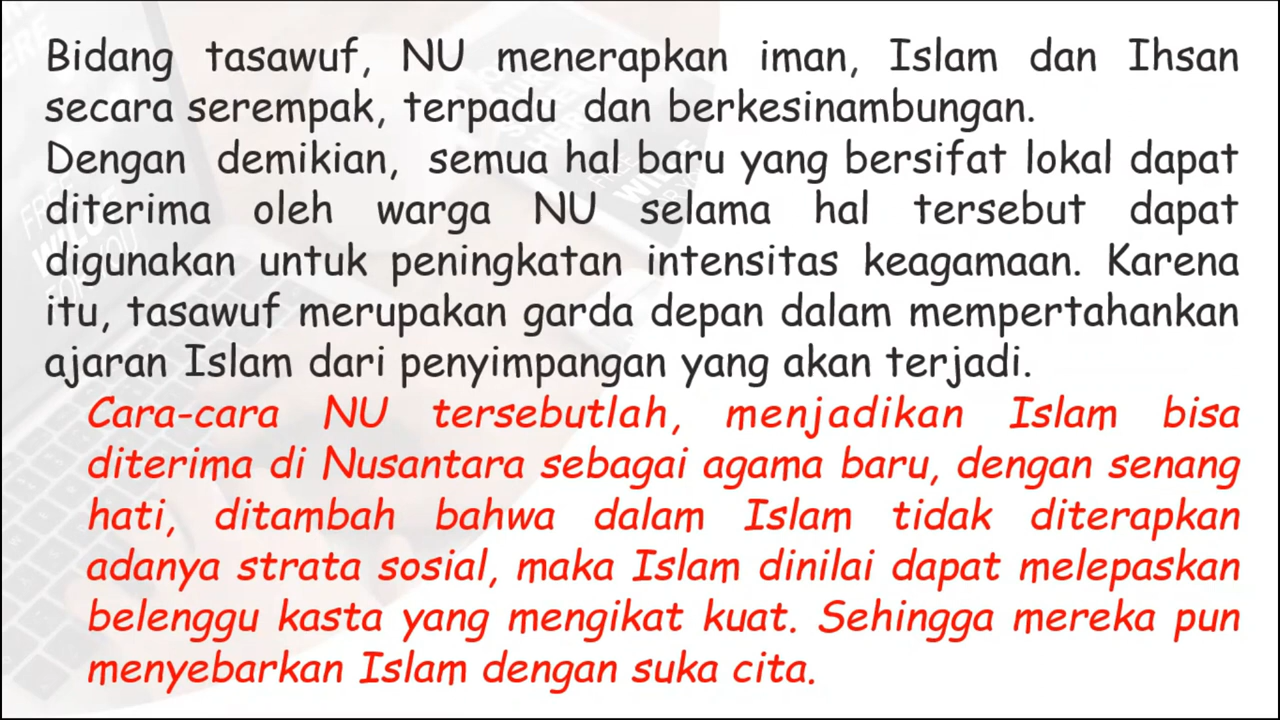 Bidang tasawuf, NU menerapkan iman, Islam dan Ihsan
secara serempak, terpadu dan berkesinambungan.
Dengan demikian, semua hal baru yang bersifat lokal dapat
diterima oleh warga NU selama hal tersebut dapat
digunakan untuk peningkatan intensitas keagamaan. Karena
itu, tasawuf merupakan garda depan dalam mempertahankan
ajaran Islam dari penyimpangan yang akan terjadi.
Cara-cara NU tersebutlah, menjadikan Islam bisa
diterima di Nusantara sebagai agama baru, dengan senang
hati, ditambah bahwa dalam Islam tidak diterapkan
adanya strata sosial, maka Islam dinilai dapat melepaskan
belenggu kasta yang mengikat kuat. Sehingga mereka pun
menyebarkan Islam dengan suka cita.